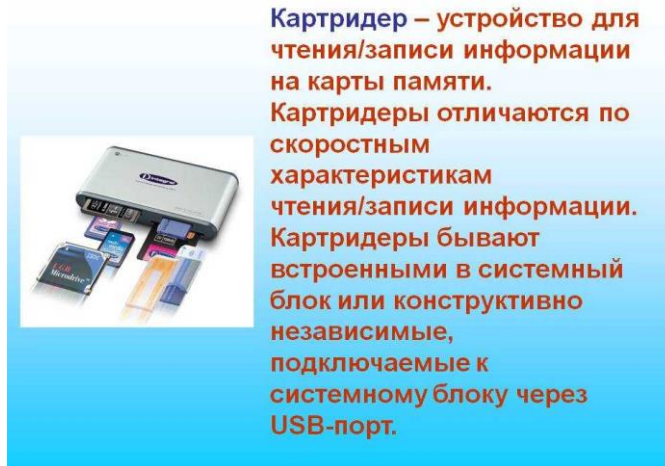 Картридер – устройство для
чтения/записи информации
на карты памяти.
Картридеры отличаются по
скоростным
характеристикам
чтения/записи информации.
Картридеры бывают
встроенными в системный
блок или конструктивно
независимые,
подключаемые к
системному блоку через
USB-порт.
Microdrive